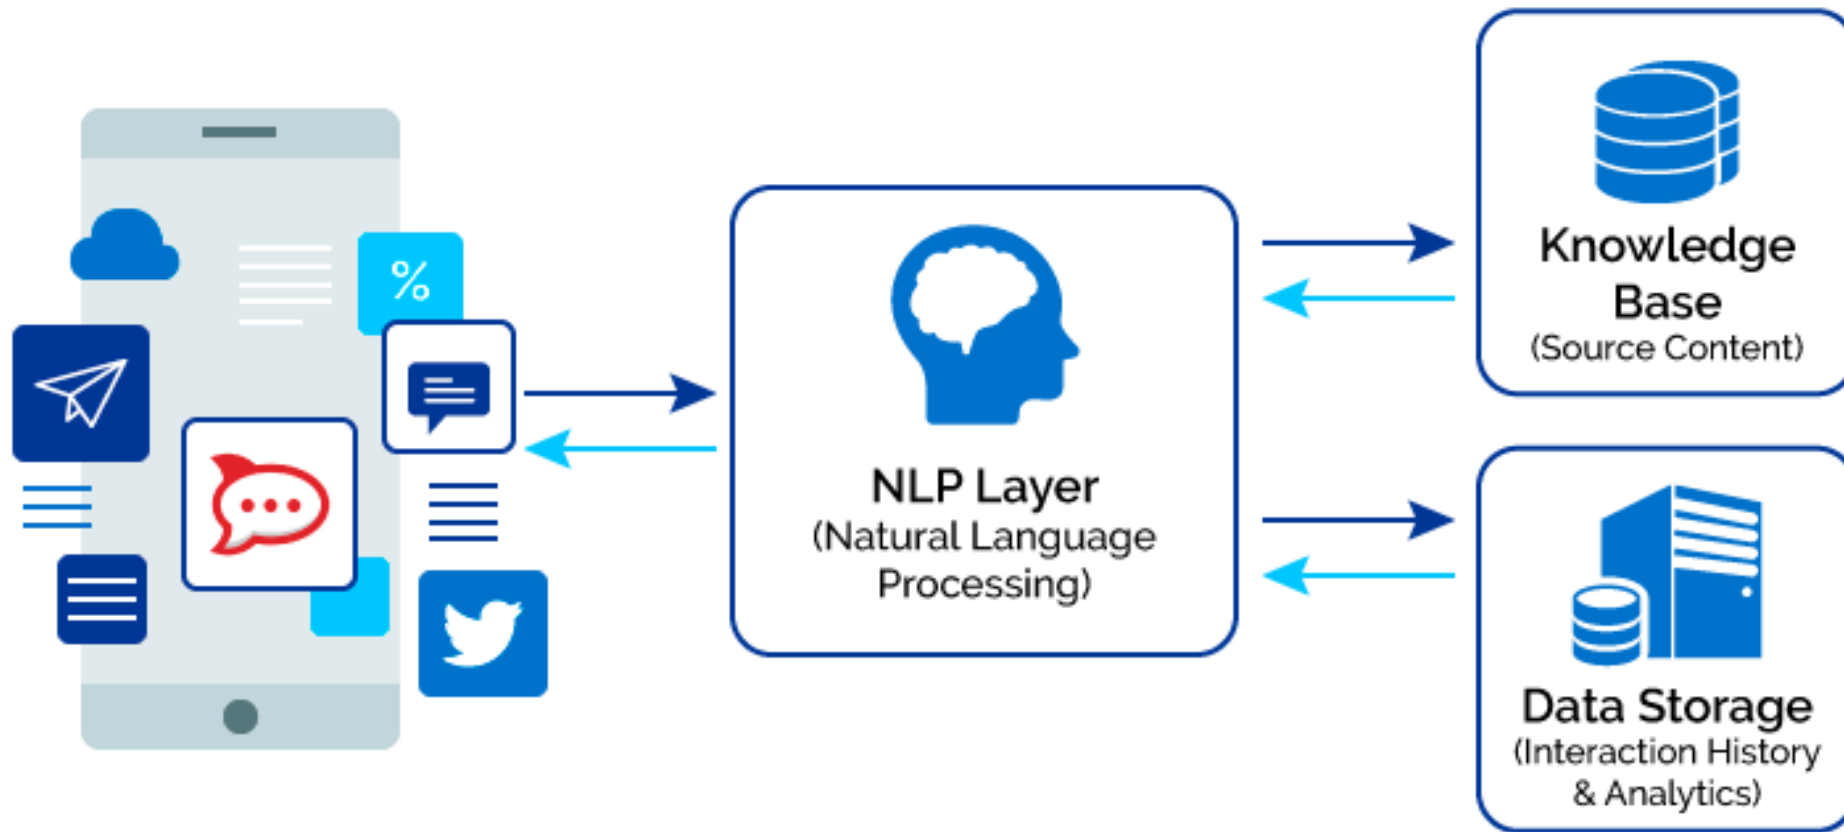 %
NLP Layer
(Natural Language
Processing)
Knowledge
Base
(Source Content)
Data Storage
(Interaction History
& Analytics)